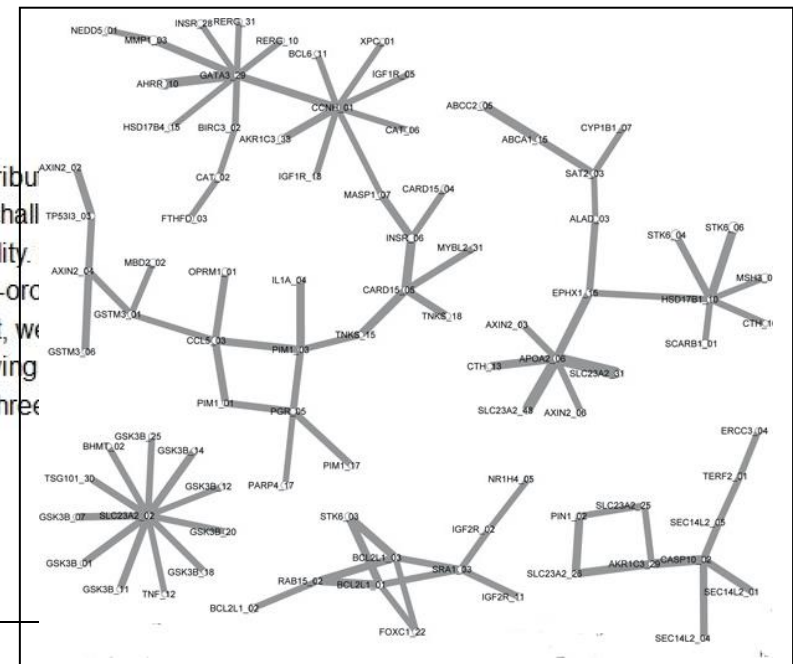 INSR_28 RERG_31
NEDD5_01
MMP1_03
RERG_10
XPC_01
BCL6_11
GATA3_29
IGF1R_05
AHRR_10
CCNH_01
ABCC2_05
HSD17B4_15
BIRC3_02
AKR1C3_33
CAT_06
ABCA1_15
CYP1B1_07
AXIN2_02
CAT_02
IGF1R_18
SAT2_03
MASP1_07
CARD15_04
TP53I3_03
FTHFD_03
ALAD_03
INSR_06
STK6_04
STK6_06
MBD2_02
MYBL2_31
AXIN2_04
OPRM1_01
IL1A_04
CARD15_05
EPHX1_15
HSD17B1_10
GSTM3_01
TNKS_18
AXIN2_03
CCL5_03
PIM1_03
TNKS_15
SCARB1_01
GSTM3_06
APOA2_06
CTH_13
SLC23A2_31
PIM1_01
PGR_05
SLC23A2_48
AXIN2_06
ERCC3_04
GSK3B_25
BHMT_02
GSK3B_14
PIM1_17
TSG101_30
GSK3B_12
PARP4_17
NR1H4_05
TERF2_01
GSK3B_07
SLC23A2_02
STK6_03
PIN1_02
SLC23A2_25
GSK3B_20
IGF2R_02
SEC14L2_05
BCL2L1_03
GSK3B_01
GSK3B_18
RAB15_02
BCL2L1_01
SRA1_03
SLC23A2_26
AKR1C3_29
CASP10_02
GSK3B_11
TNF_12
IGF2R_11
SEC14L2_01
BCL2L1_02
FOXC1_22
SEC14L2_04